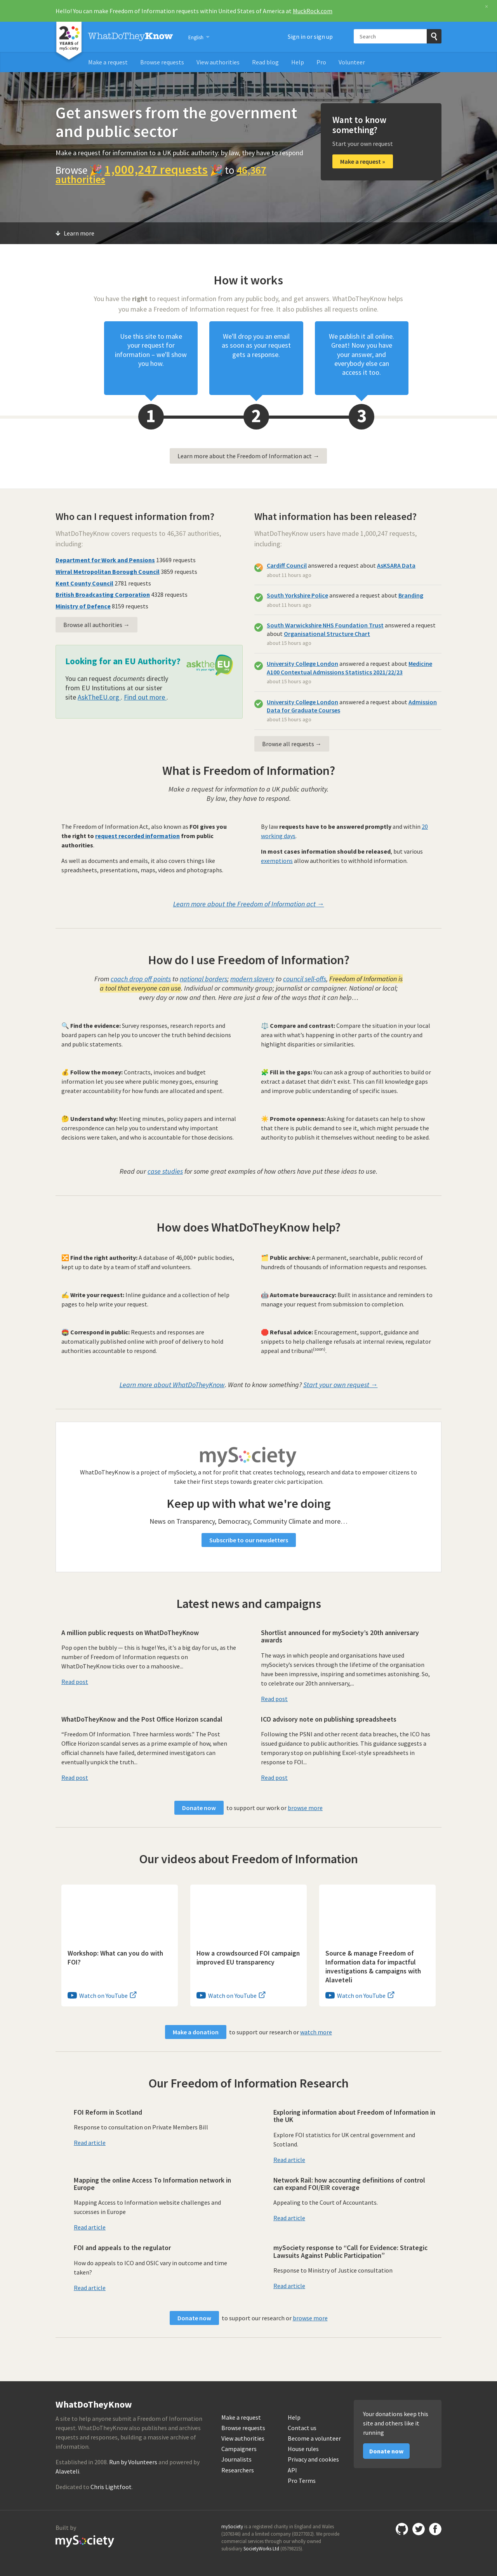 Hello! You can make Freedom of Information requests within United States of America at MuckRock.com
×
20 YEARS of mySociety
WhatDoTheyKnow
English
Sign in or sign up
Search
Make a request
Browse requests
View authorities
Read blog
Help
Pro
Volunteer
Get answers from the government
and public sector
Make a request for information to a UK public authority: by law, they have to respond
Browse 🎉 1,000,247 requests 🎉 to 46,367
authorities
Want to know
something?
Start your own request
Make a request »
Learn more
How it works
You have the right to request information from any public body, and get answers. WhatDoTheyKnow helps
you make a Freedom of Information request for free. It also publishes all requests online.
Use this site to make
your request for
information – we'll show
you how.
We'll drop you an email
as soon as your request
gets a response.
We publish it all online.
Great! Now you have
your answer, and
everybody else can
access it too.
1
2
3
Learn more about the Freedom of Information act →
Who can I request information from?
WhatDoTheyKnow covers requests to 46,367 authorities,
including:
Department for Work and Pensions 13669 requests
Wirral Metropolitan Borough Council 3859 requests
Kent County Council 2781 requests
British Broadcasting Corporation 4328 requests
Ministry of Defence 8159 requests
Browse all authorities →
Looking for an EU Authority?
asktheEU
You can request documents directly
from EU Institutions at our sister
site AskTheEU.org . Find out more .
What information has been released?
WhatDoTheyKnow users have made 1,000,247 requests,
including:
Cardiff Council answered a request about AsKSARA Data
about 11 hours ago
South Yorkshire Police answered a request about Branding
about 11 hours ago
South Warwickshire NHS Foundation Trust answered a request
about Organisational Structure Chart
about 15 hours ago
University College London answered a request about Medicine
A100 Contextual Admissions Statistics 2021/22/23
about 15 hours ago
University College London answered a request about Admission
Data for Graduate Courses
about 15 hours ago
Browse all requests →
What is Freedom of Information?
Make a request for information to a UK public authority.
By law, they have to respond.
The Freedom of Information Act, also known as FOI gives you
the right to request recorded information from public
authorities.
As well as documents and emails, it also covers things like
spreadsheets, presentations, maps, videos and photographs.
By law requests have to be answered promptly and within 20
working days.
In most cases information should be released, but various
exemptions allow authorities to withhold information.
Learn more about the Freedom of Information act →
How do I use Freedom of Information?
From coach drop off points to national borders; modern slavery to council sell-offs, Freedom of Information is
a tool that everyone can use. Individual or community group; journalist or campaigner. National or local;
every day or now and then. Here are just a few of the ways that it can help…
🔍 Find the evidence: Survey responses, research reports and
board papers can help you to uncover the truth behind decisions
and public statements.
⚖️ Compare and contrast: Compare the situation in your local
area with what's happening in other parts of the country and
highlight disparities or similarities.
💰 Follow the money: Contracts, invoices and budget
information let you see where public money goes, ensuring
greater accountability for how funds are allocated and spent.
🧩 Fill in the gaps: You can ask a group of authorities to build or
extract a dataset that didn't exist. This can fill knowledge gaps
and improve public understanding of specific issues.
🤔 Understand why: Meeting minutes, policy papers and internal
correspondence can help you to understand why important
decisions were taken, and who is accountable for those decisions.
☀️ Promote openness: Asking for datasets can help to show
that there is public demand to see it, which might persuade the
authority to publish it themselves without needing to be asked.
Read our case studies for some great examples of how others have put these ideas to use.
How does WhatDoTheyKnow help?
🔀 Find the right authority: A database of 46,000+ public bodies,
kept up to date by a team of staff and volunteers.
🗂️ Public archive: A permanent, searchable, public record of
hundreds of thousands of information requests and responses.
✍️ Write your request: Inline guidance and a collection of help
pages to help write your request.
🤖 Automate bureaucracy: Built in assistance and reminders to
manage your request from submission to completion.
📮 Correspond in public: Requests and responses are
automatically published online with proof of delivery to hold
authorities accountable to respond.
🛑 Refusal advice: Encouragement, support, guidance and
snippets to help challenge refusals at internal review, regulator
appeal and tribunal(soon).
Learn more about WhatDoTheyKnow. Want to know something? Start your own request →
mySociety
WhatDoTheyKnow is a project of mySociety, a not for profit that creates technology, research and data to empower citizens to
take their first steps towards greater civic participation.
Keep up with what we're doing
News on Transparency, Democracy, Community Climate and more…
Subscribe to our newsletters
Latest news and campaigns
A million public requests on WhatDoTheyKnow
Pop open the bubbly — this is huge! Yes, it's a big day for us, as the
number of Freedom of Information requests on
WhatDoTheyKnow ticks over to a mahoosive...
Read post
Shortlist announced for mySociety's 20th anniversary
awards
The ways in which people and organisations have used
mySociety's services through the lifetime of the organisation
have been impressive, inspiring and sometimes astonishing. So,
to celebrate our 20th anniversary,...
Read post
WhatDoTheyKnow and the Post Office Horizon scandal
“Freedom Of Information. Three harmless words.” The Post
Office Horizon scandal serves as a prime example of how, when
official channels have failed, determined investigators can
eventually unpick the truth...
Read post
ICO advisory note on publishing spreadsheets
Following the PSNI and other recent data breaches, the ICO has
issued guidance to public authorities. This guidance suggests a
temporary stop on publishing Excel-style spreadsheets in
response to FOI...
Read post
Donate now to support our work or browse more
Our videos about Freedom of Information
Workshop: What can you do with
FOI?
Watch on YouTube
How a crowdsourced FOI campaign
improved EU transparency
Watch on YouTube
Source & manage Freedom of
Information data for impactful
investigations & campaigns with
Alaveteli
Watch on YouTube
Make a donation to support our research or watch more
Our Freedom of Information Research
FOI Reform in Scotland
Response to consultation on Private Members Bill
Read article
Exploring information about Freedom of Information in
the UK
Explore FOI statistics for UK central government and
Scotland.
Read article
Mapping the online Access To Information network in
Europe
Mapping Access to Information website challenges and
successes in Europe
Read article
Network Rail: how accounting definitions of control
can expand FOI/EIR coverage
Appealing to the Court of Accountants.
Read article
FOI and appeals to the regulator
How do appeals to ICO and OSIC vary in outcome and time
taken?
Read article
mySociety response to “Call for Evidence: Strategic
Lawsuits Against Public Participation”
Response to Ministry of Justice consultation
Read article
Donate now to support our research or browse more
WhatDoTheyKnow
A site to help anyone submit a Freedom of Information
request. WhatDoTheyKnow also publishes and archives
requests and responses, building a massive archive of
information.
Established in 2008. Run by Volunteers and powered by
Alaveteli.
Dedicated to Chris Lightfoot.
Make a request
Browse requests
View authorities
Campaigners
Journalists
Researchers
Help
Contact us
Become a volunteer
House rules
Privacy and cookies
API
Pro Terms
Your donations keep this
site and others like it
running
Donate now
Built by
mySociety
mySociety is a registered charity in England and Wales
(1076346) and a limited company (03277032). We provide
commercial services through our wholly owned
subsidiary SocietyWorks Ltd (05798215).